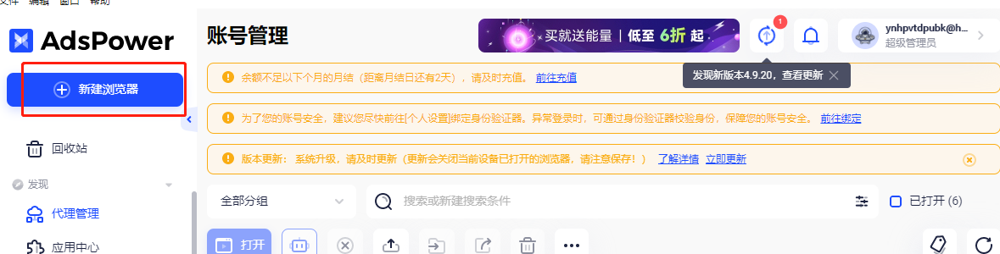 文件 编辑 窗口 帮助
AdsPower
新建浏览器
回收站
发现
代理管理
应用中心
账号管理
买就送能量 | 低至 6折 起
1
ynhpvtdpubk@h...
超级管理员
发现新版本4.9.20，查看更新
余额不足以下个月的月结（距离月结日还有2天），请及时充值。 前往充值
为了您的账号安全，建议您尽快前往[个人设置]绑定身份验证器。异常登录时，可通过身份验证器校验身份，保障您的账号安全。 前往绑定
版本更新： 系统升级，请及时更新（更新会关闭当前设备已打开的浏览器，请注意保存！） 了解详情 立即更新
全部分组
搜索或新建搜索条件
已打开 (6)
打开